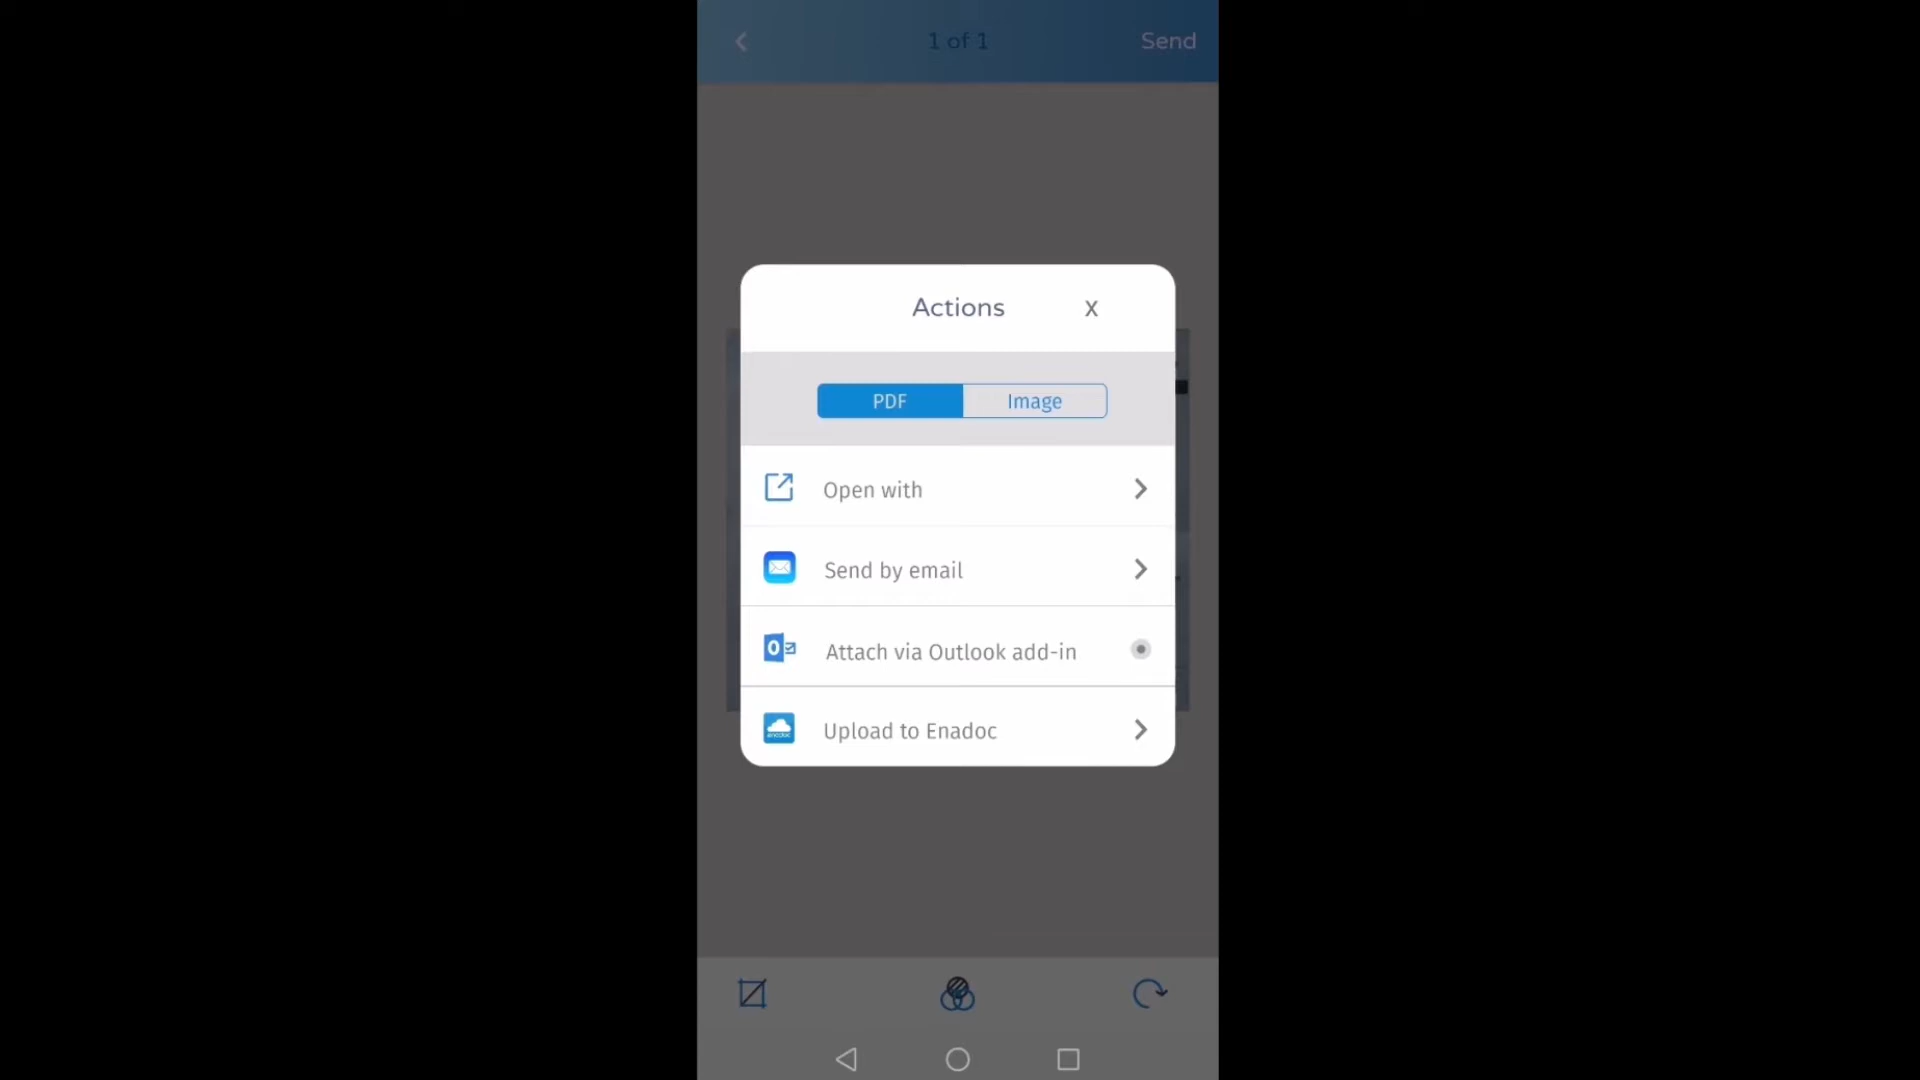 1 of 1
Send
Actions
X
PDF
Image
Open with
Send by email
Attach via Outlook add-in
Upload to Enadoc